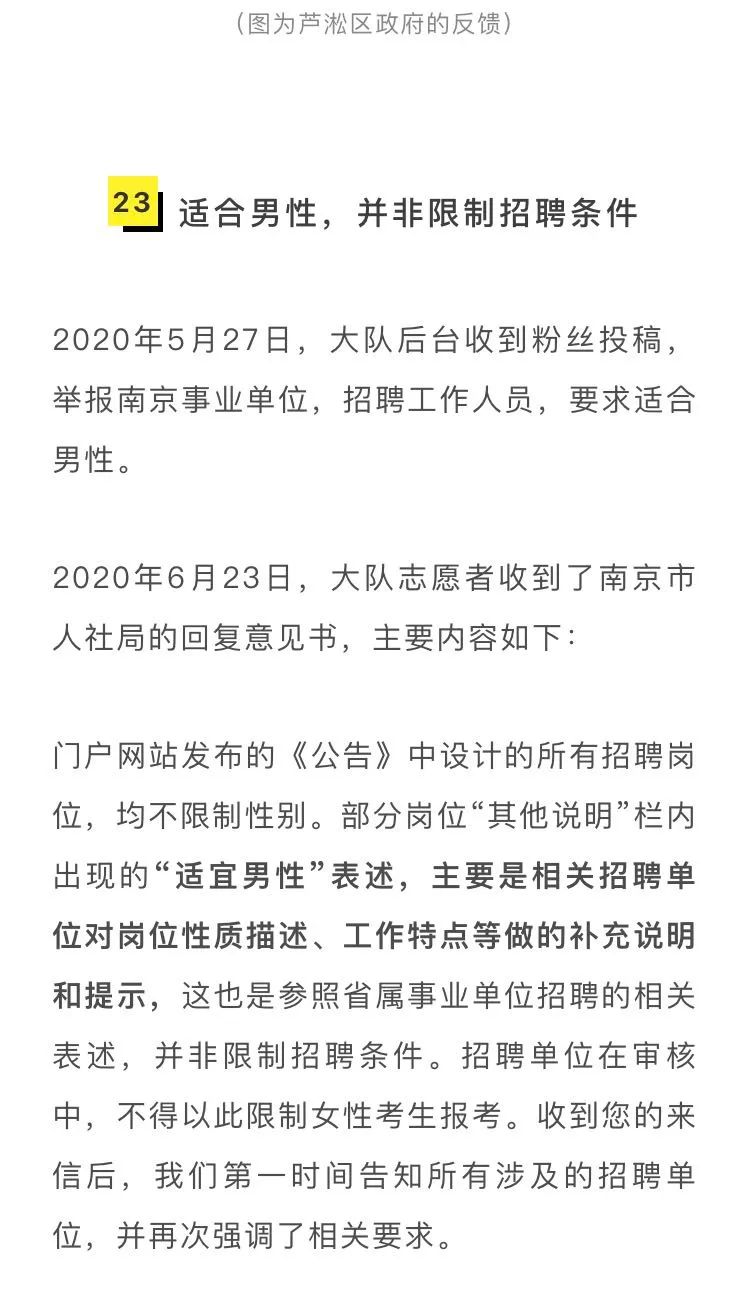 （图为芦淞区政府的反馈）
23 适合男性，并非限制招聘条件
2020年5月27日，大队后台收到粉丝投稿，
举报南京事业单位，招聘工作人员，要求适合
男性。
2020年6月23日，大队志愿者收到了南京市
人社局的回复意见书，主要内容如下：
门户网站发布的《公告》中设计的所有招聘岗
位，均不限制性别。部分岗位“其他说明”栏内
出现的“适宜男性”表述，主要是相关招聘单
位对岗位性质描述、工作特点等做的补充说明
和提示，这也是参照省属事业单位招聘的相关
表述，并非限制招聘条件。招聘单位在审核
中，不得以此限制女性考生报考。收到您的来
信后，我们第一时间告知所有涉及的招聘单
位，并再次强调了相关要求。